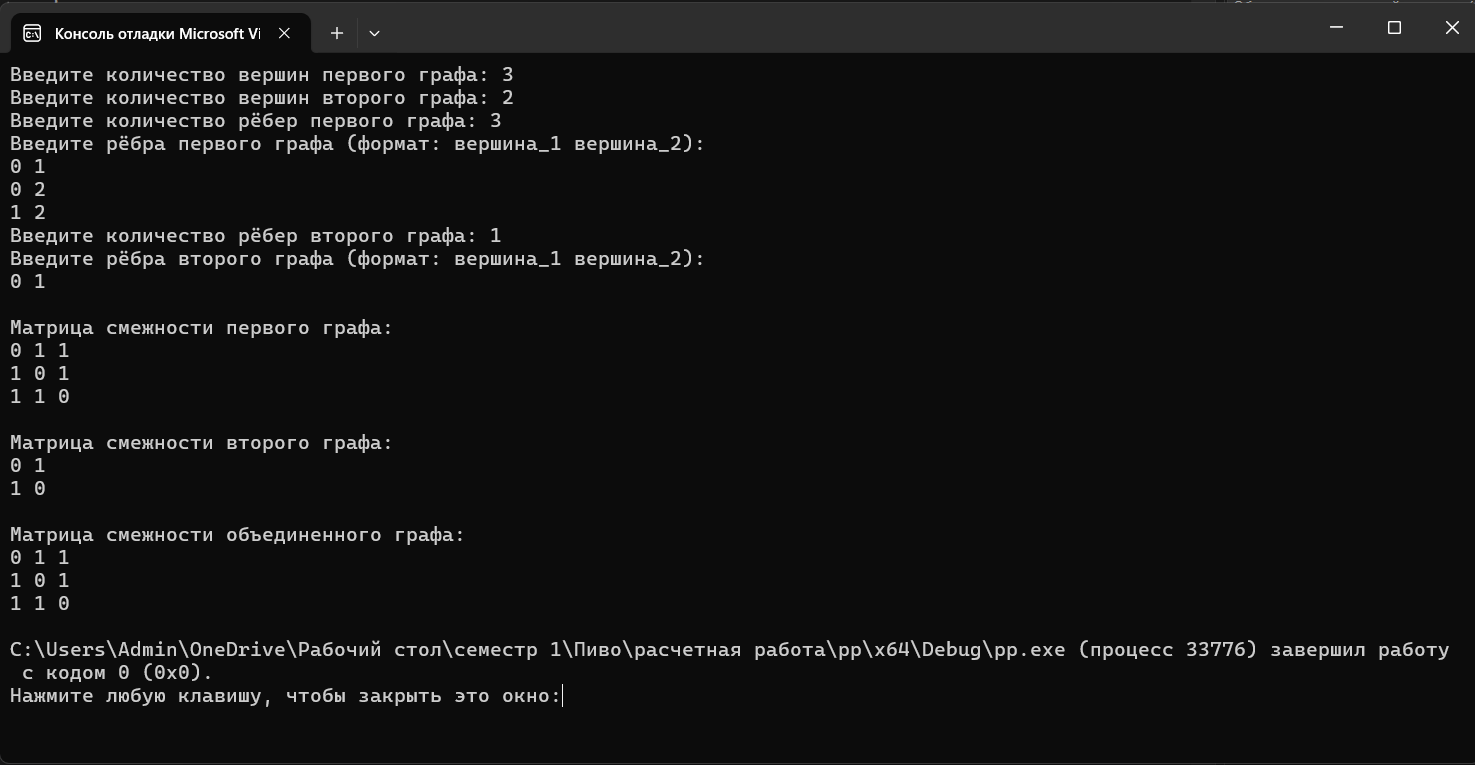 Консоль отладки Microsoft Vi
Введите количество вершин первого графа: 3
Введите количество вершин второго графа: 2
Введите количество рёбер первого графа: 3
Введите рёбра первого графа (формат: вершина_1 вершина_2):
0 1
0 2
1 2
Введите количество рёбер второго графа: 1
Введите рёбра второго графа (формат: вершина_1 вершина_2):
0 1
Матрица смежности первого графа:
0 1 1
1 0 1
1 1 0
Матрица смежности второго графа:
0 1
1 0
Матрица смежности объединенного графа:
0 1 1
1 0 1
1 1 0
C:\Users\Admin\OneDrive\Рабочий стол\семестр 1\Пиво\расчетная работа\pp\x64\Debug\pp.exe (процесс 33776) завершил работу
с кодом 0 (0x0).
Нажмите любую клавишу, чтобы закрыть это окно: